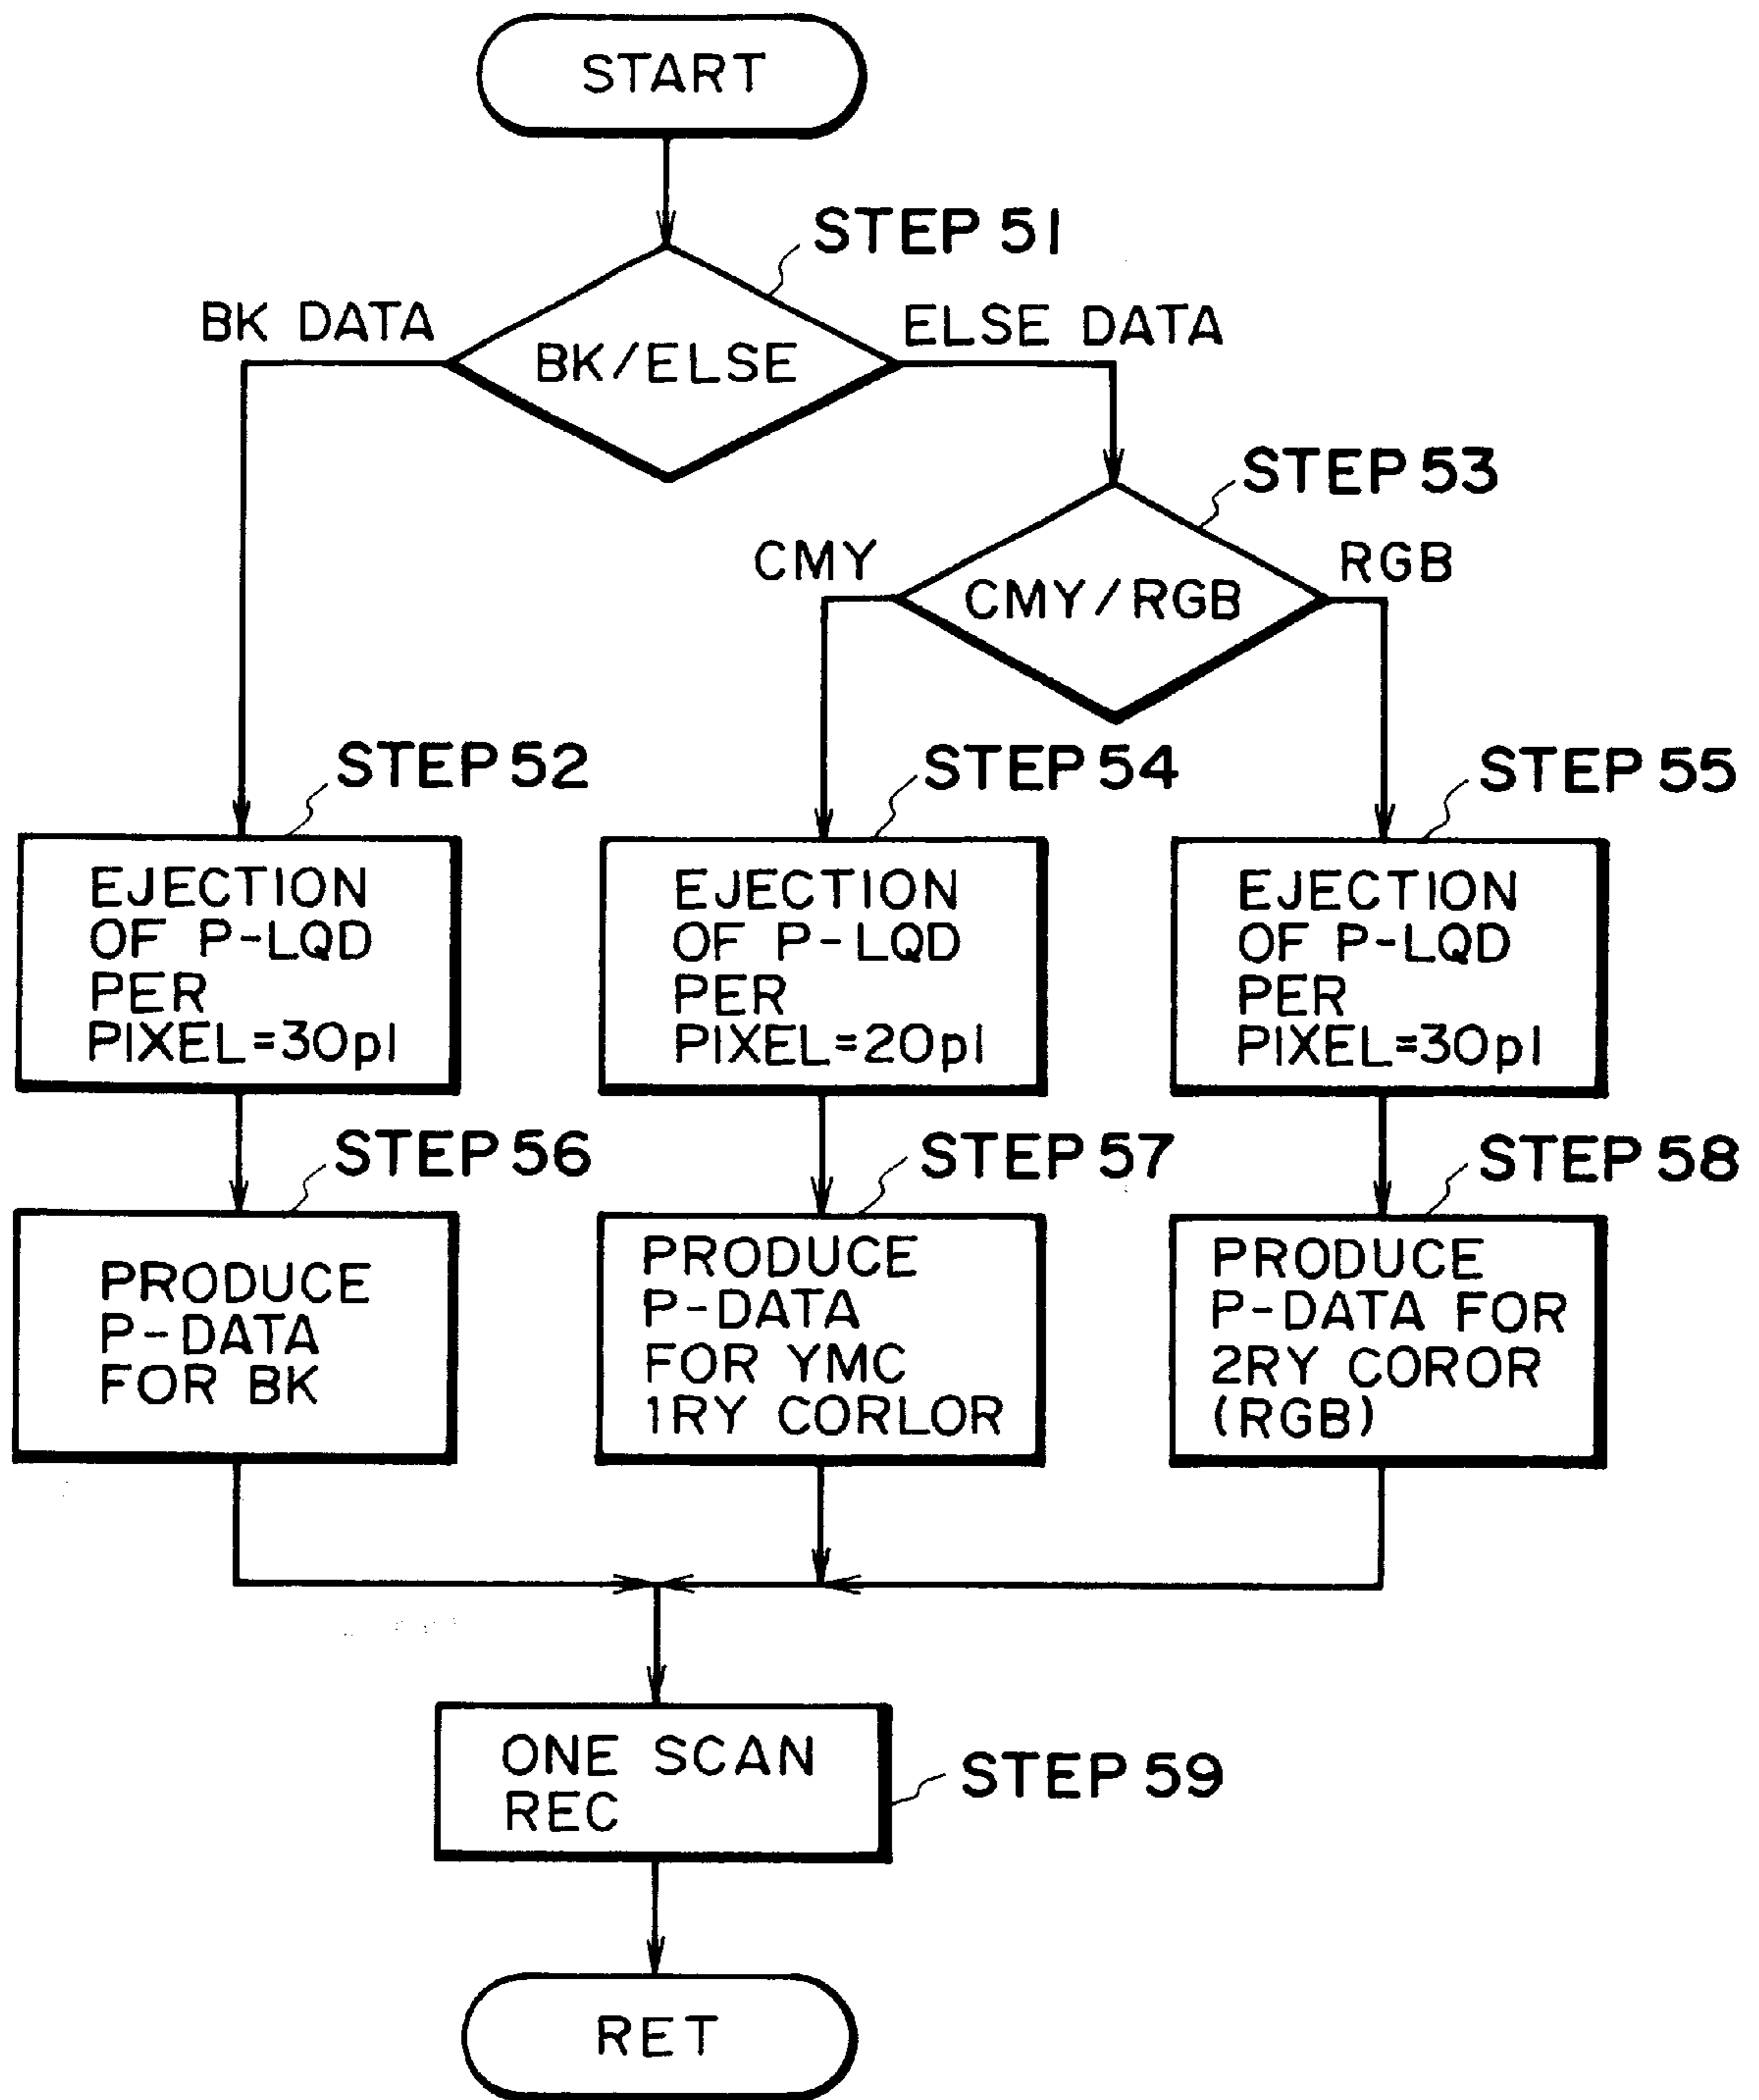 START
STEP 51
BK DATA
ELSE DATA
BK/ELSE
STEP 53
CMY
RGB
CMY/RGB
STEP 52
STEP 54
STEP 55
EJECTION
OF P-LQD
PER
PIXEL=30pl
EJECTION
OF P-LQD
PER
PIXEL=20pl
EJECTION
OF P-LQD
PER
PIXEL=30pl
STEP 56
STEP 57
STEP 58
PRODUCE
P-DATA
FOR BK
PRODUCE
P-DATA
FOR YMC
1RY CORLOR
PRODUCE
P-DATA FOR
2RY COROR
(RGB)
ONE SCAN
REC
STEP 59
RET